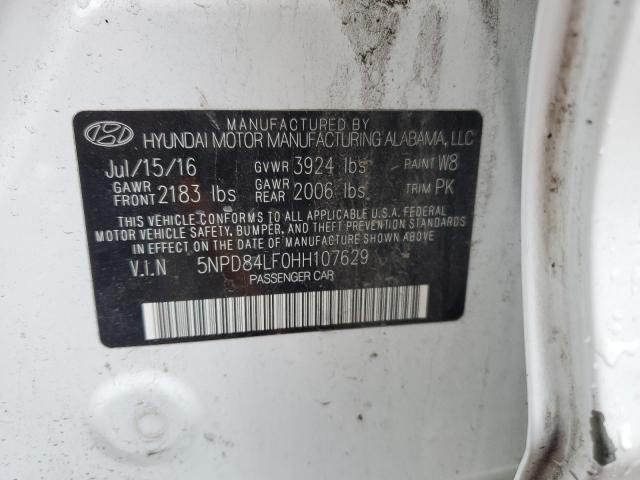 MANUFACTURED BY
HYUNDAI MOTOR MANUFACTURING ALABAMA, LLC
Jul/15/16 GVWR 3924 lbs PAINT W8
GAWR FRONT 2183 lbs GAWR REAR 2006 lbs TRIM PK
THIS VEHICLE CONFORMS TO ALL APPLICABLE U.S.A. FEDERAL
MOTOR VEHICLE SAFETY, BUMPER, AND THEFT PREVENTION STANDARDS
IN EFFECT ON THE DATE OF MANUFACTURE SHOWN ABOVE.
V.I.N 5NPD84LF0HH107629
PASSENGER CAR